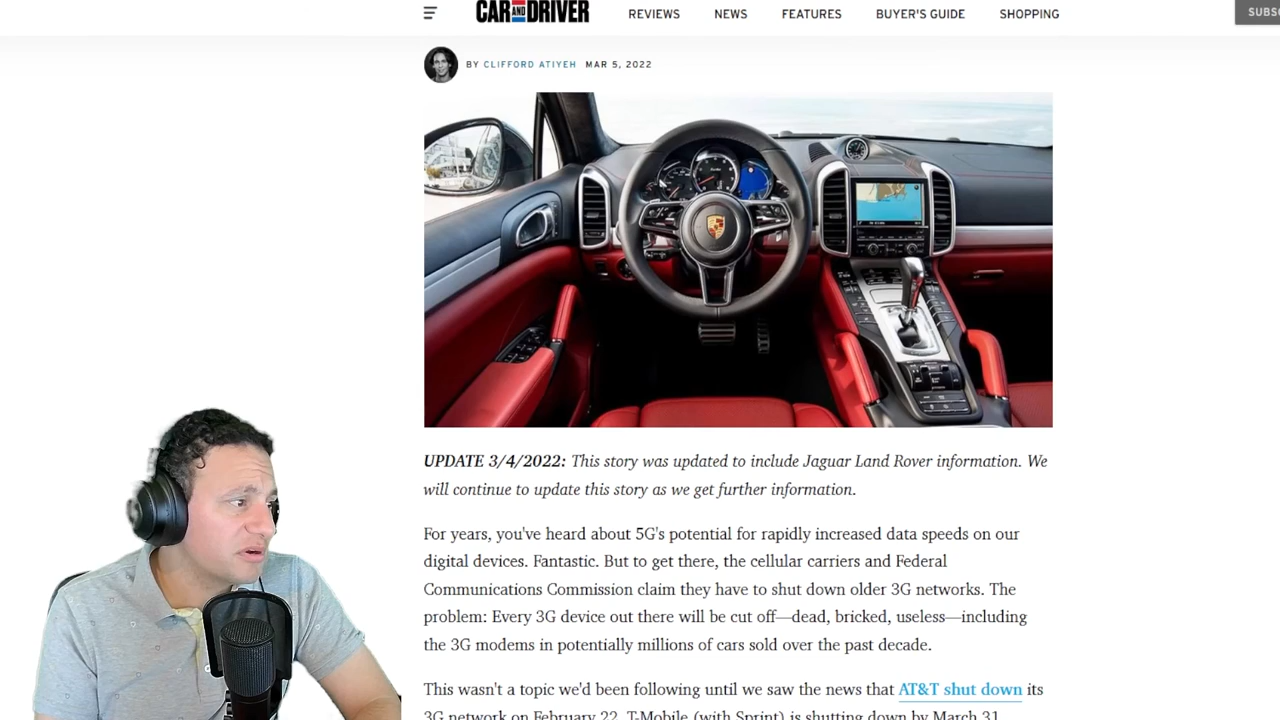 CAR AND DRIVER
REVIEWS NEWS FEATURES BUYER'S GUIDE SHOPPING
BY CLIFFORD ATIYEH MAR 5, 2022
UPDATE 3/4/2022: This story was updated to include Jaguar Land Rover information. We
will continue to update this story as we get further information.
For years, you've heard about 5G's potential for rapidly increased data speeds on our
digital devices. Fantastic. But to get there, the cellular carriers and Federal
Communications Commission claim they have to shut down older 3G networks. The
problem: Every 3G device out there will be cut off—dead, bricked, useless—including
the 3G modems in potentially millions of cars sold over the past decade.
This wasn't a topic we'd been following until we saw the news that AT&T shut down its
3G network on February 22. T-Mobile (with Sprint) is shutting down by March 31